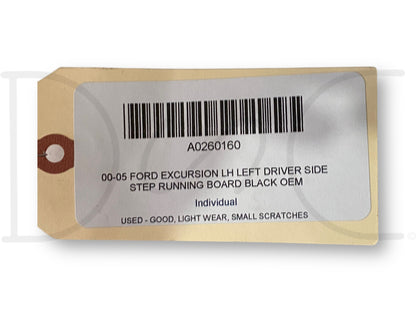 A0260160
00-05 FORD EXCURSION LH LEFT DRIVER SIDE
STEP RUNNING BOARD BLACK OEM
Individual
USED - GOOD, LIGHT WEAR, SMALL SCRATCHES